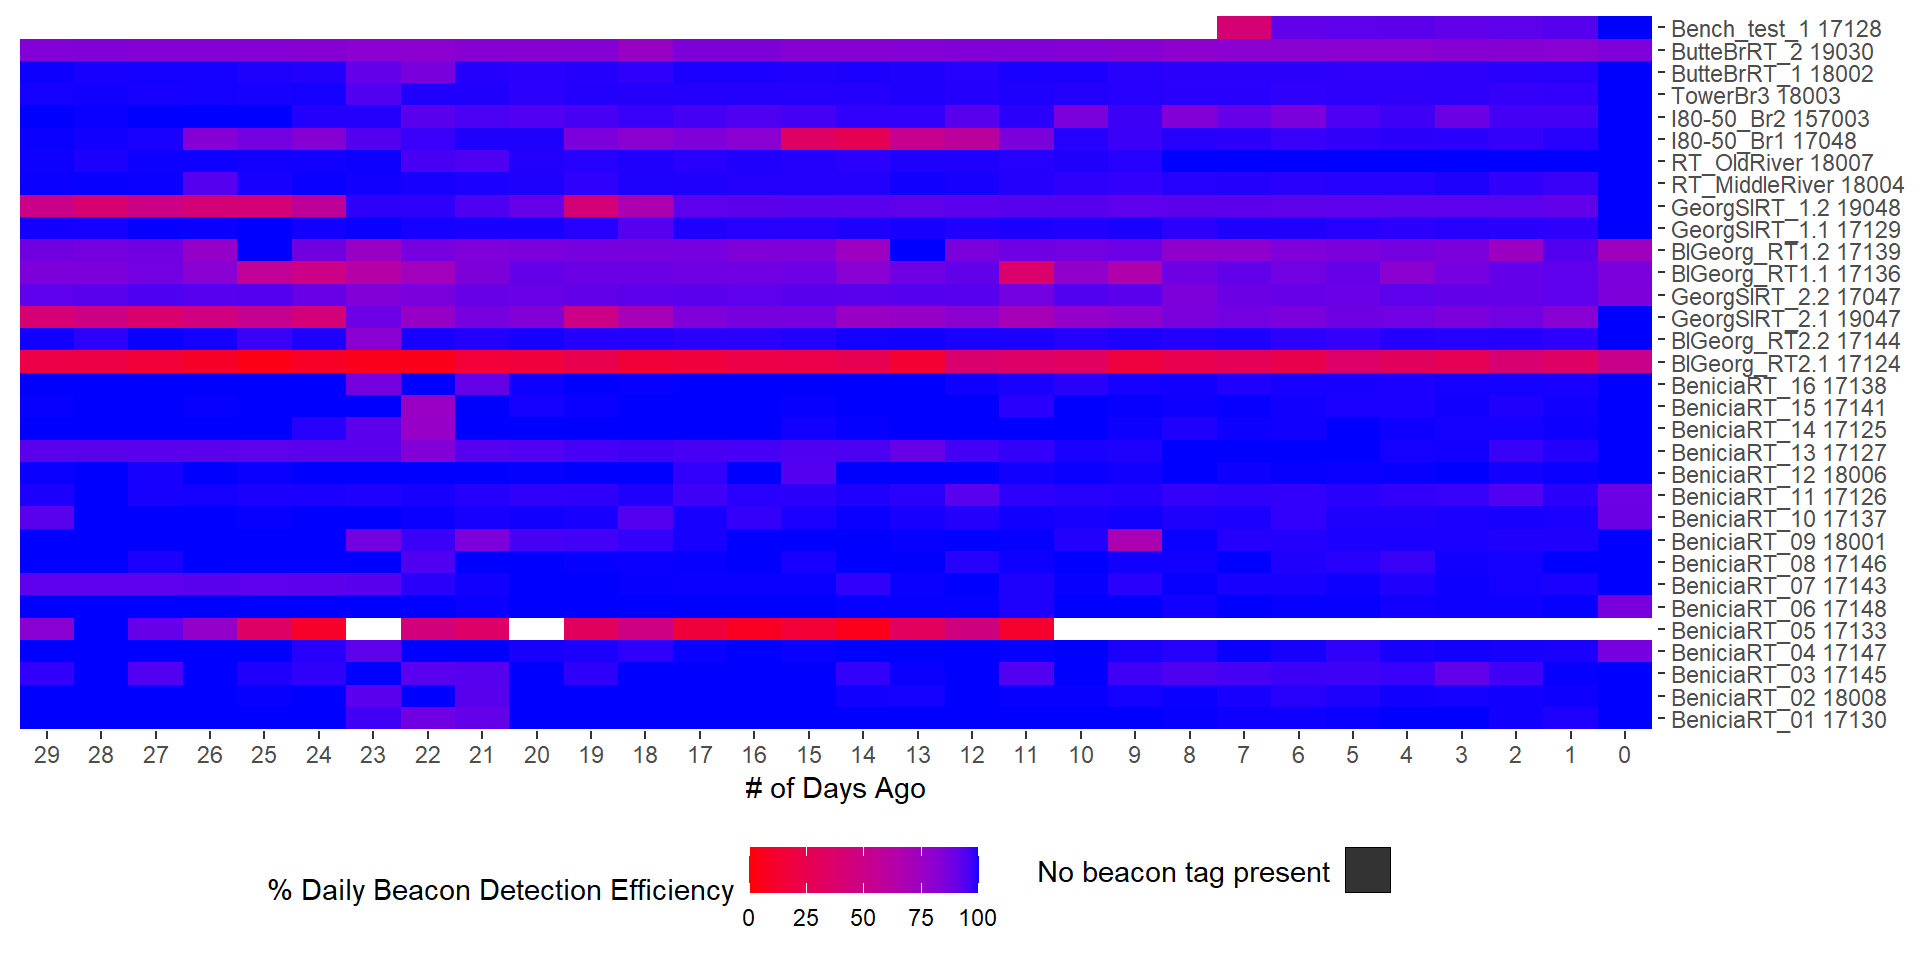 Bench_test_1 17128
ButteBrRT_2 19030
ButteBrRT_1 18002
TowerBr3 18003
I80-50_Br2 157003
I80-50_Br1 17048
RT_OldRiver 18007
RT_MiddleRiver 18004
GeorgSlRT_1.2 19048
GeorgSlRT_1.1 17129
BlGeorg_RT1.2 17139
BlGeorg_RT1.1 17136
GeorgSlRT_2.2 17047
GeorgSlRT_2.1 19047
BlGeorg_RT2.2 17144
BlGeorg_RT2.1 17124
BeniciaRT_16 17138
BeniciaRT_15 17141
BeniciaRT_14 17125
BeniciaRT_13 17127
BeniciaRT_12 18006
BeniciaRT_11 17126
BeniciaRT_10 17137
BeniciaRT_09 18001
BeniciaRT_08 17146
BeniciaRT_07 17143
BeniciaRT_06 17148
BeniciaRT_05 17133
BeniciaRT_04 17147
BeniciaRT_03 17145
BeniciaRT_02 18008
BeniciaRT_01 17130
29 28 27 26 25 24 23 22 21 20 19 18 17 16 15 14 13 12 11 10 9 8 7 6 5 4 3 2 1 0
# of Days Ago
% Daily Beacon Detection Efficiency
0 25 50 75 100
No beacon tag present